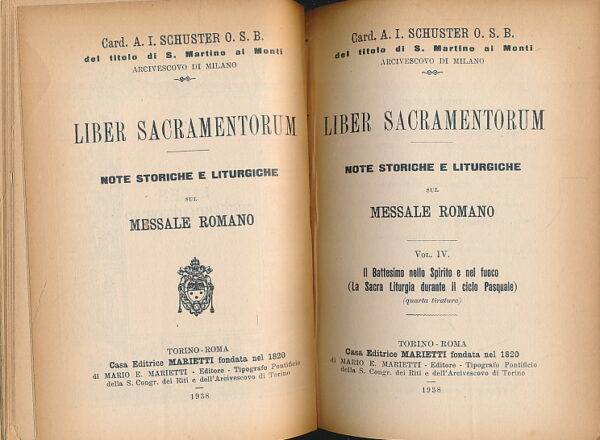 Card. A. I. SCHUSTER O. S. B.
del titolo di S. Martino ai Monti
ARCIVESCOVO DI MILANO
LIBER SACRAMENTORUM
NOTE STORICHE E LITURGICHE
SUL
MESSALE ROMANO
TORINO-ROMA
Casa Editrice MARIETTI fondata nel 1820
di MARIO E. MARIETTI - Editore - Tipografo Pontificio
della S. Congr. dei Riti e dell'Arcivescovo di Torino
1938
Card. A. I. SCHUSTER O. S. B.
del titolo di S. Martino ai Monti
ARCIVESCOVO DI MILANO
LIBER SACRAMENTORUM
NOTE STORICHE E LITURGICHE
SUL
MESSALE ROMANO
VOL. IV.
Il Battesimo nello Spirito e nel fuoco
(La Sacra Liturgia durante il ciclo Pasquale)
(quarta tiratura)
TORINO-ROMA
Casa Editrice MARIETTI fondata nel 1820
di MARIO E. MARIETTI - Editore - Tipografo Pontificio
della S. Congr. dei Riti e dell'Arcivescovo di Torino
1938